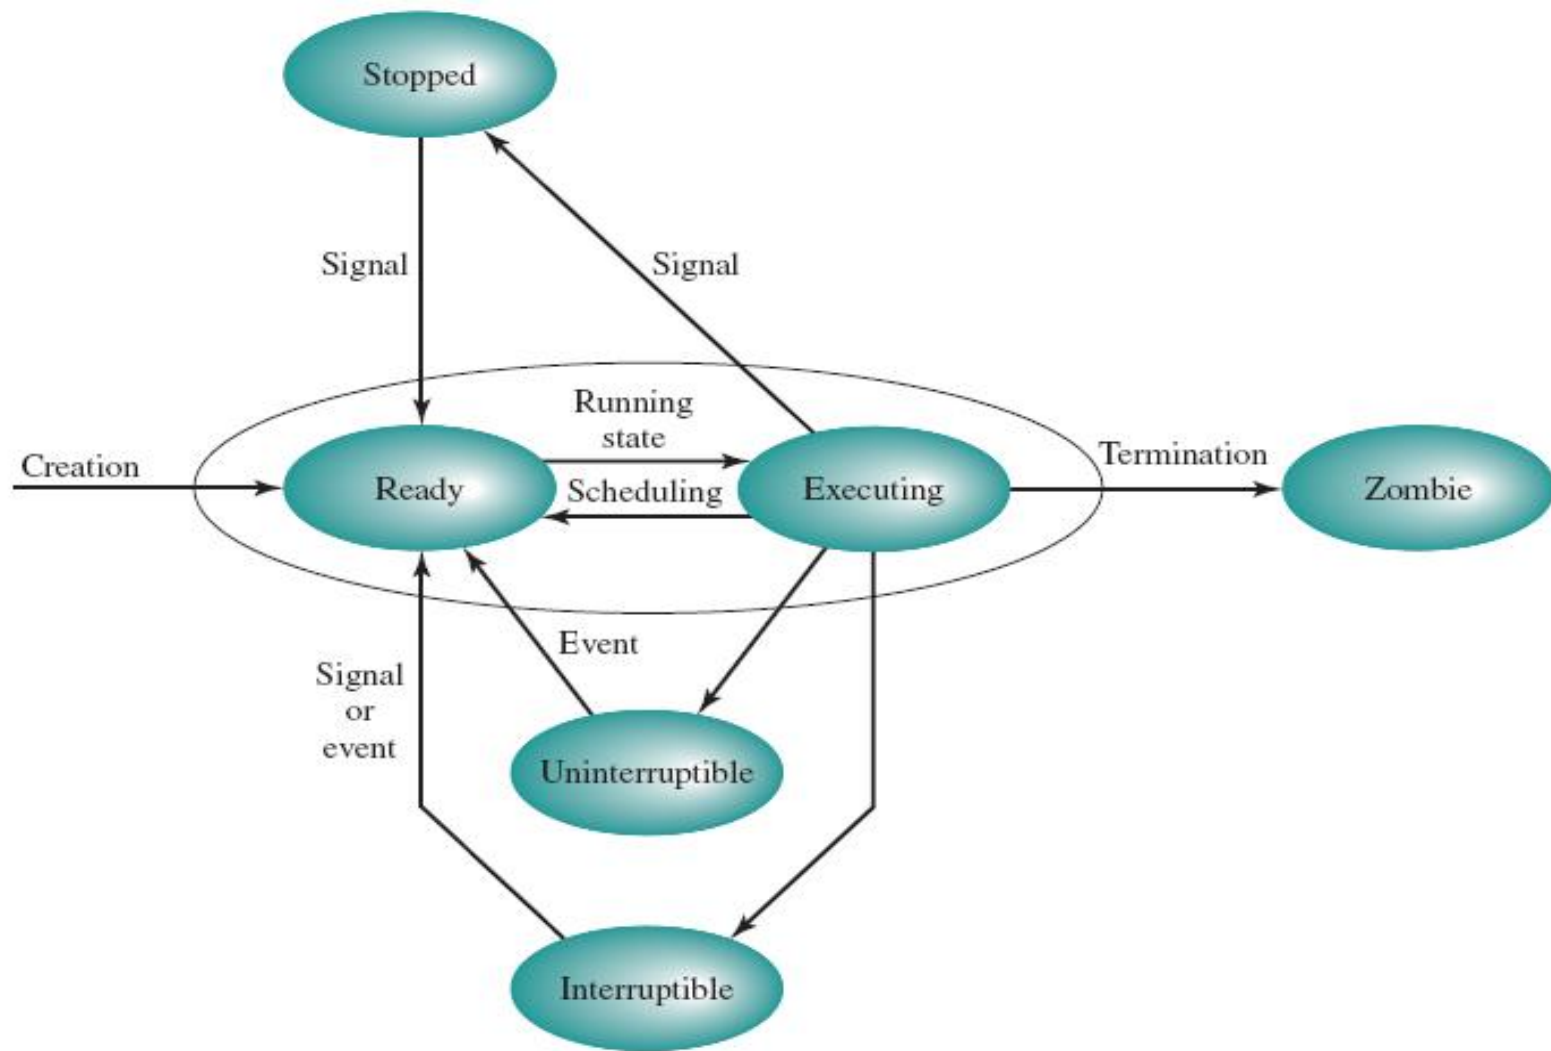 Stopped
Signal
Signal
Running
state
Creation
Termination
Ready
Scheduling
Executing
Zombie
Event
Signal
or
event
Uninterruptible
Interruptible